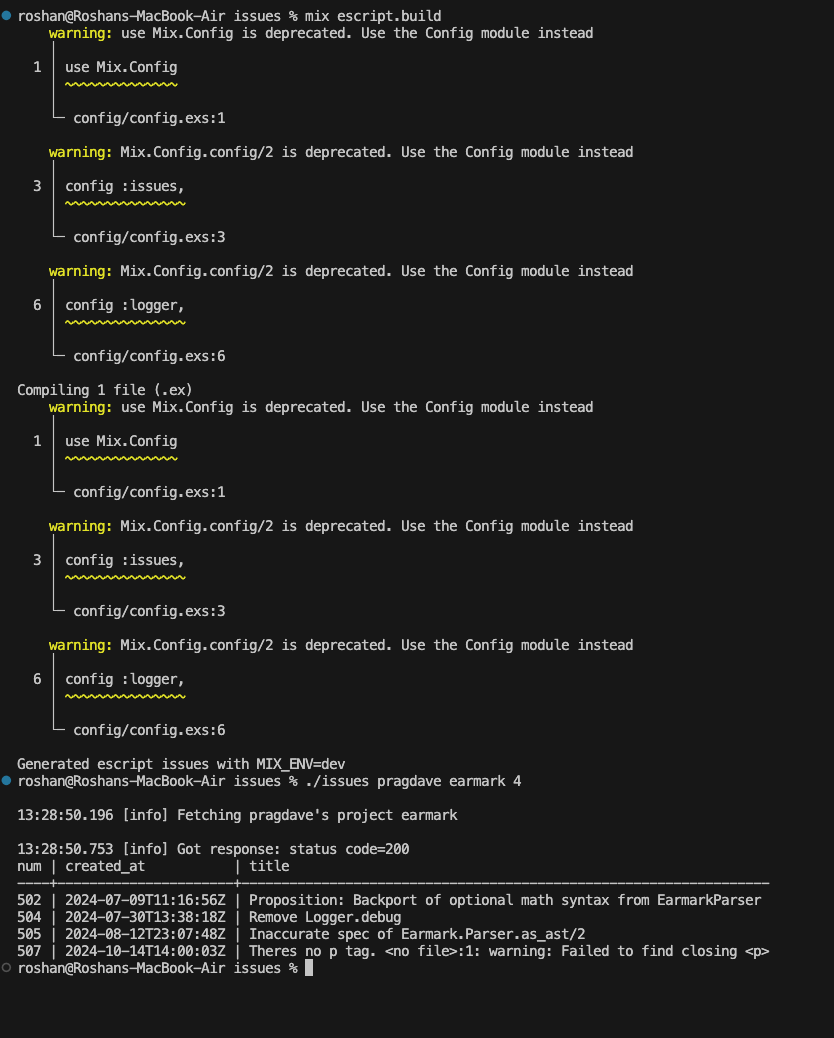 roshan@Roshans-MacBook-Air issues % mix escript.build
warning: use Mix.Config is deprecated. Use the Config module instead
1 │ use Mix.Config
└─ config/config.exs:1
warning: Mix.Config.config/2 is deprecated. Use the Config module instead
3 │ config :issues,
└─ config/config.exs:3
warning: Mix.Config.config/2 is deprecated. Use the Config module instead
6 │ config :logger,
└─ config/config.exs:6
Compiling 1 file (.ex)
warning: use Mix.Config is deprecated. Use the Config module instead
1 │ use Mix.Config
└─ config/config.exs:1
warning: Mix.Config.config/2 is deprecated. Use the Config module instead
3 │ config :issues,
└─ config/config.exs:3
warning: Mix.Config.config/2 is deprecated. Use the Config module instead
6 │ config :logger,
└─ config/config.exs:6
Generated escript issues with MIX_ENV=dev
roshan@Roshans-MacBook-Air issues % ./issues pragdave earmark 4
13:28:50.196 [info] Fetching pragdave's project earmark
13:28:50.753 [info] Got response: status code=200
num | created_at | title
----+----------------------+------------------------------------------------------------------
502 | 2024-07-09T11:16:56Z | Proposition: Backport of optional math syntax from EarmarkParser
504 | 2024-07-30T13:38:18Z | Remove Logger.debug
505 | 2024-08-12T23:07:48Z | Inaccurate spec of Earmark.Parser.as_ast/2
507 | 2024-10-14T14:00:03Z | Theres no p tag. <no file>:1: warning: Failed to find closing <p>
roshan@Roshans-MacBook-Air issues %